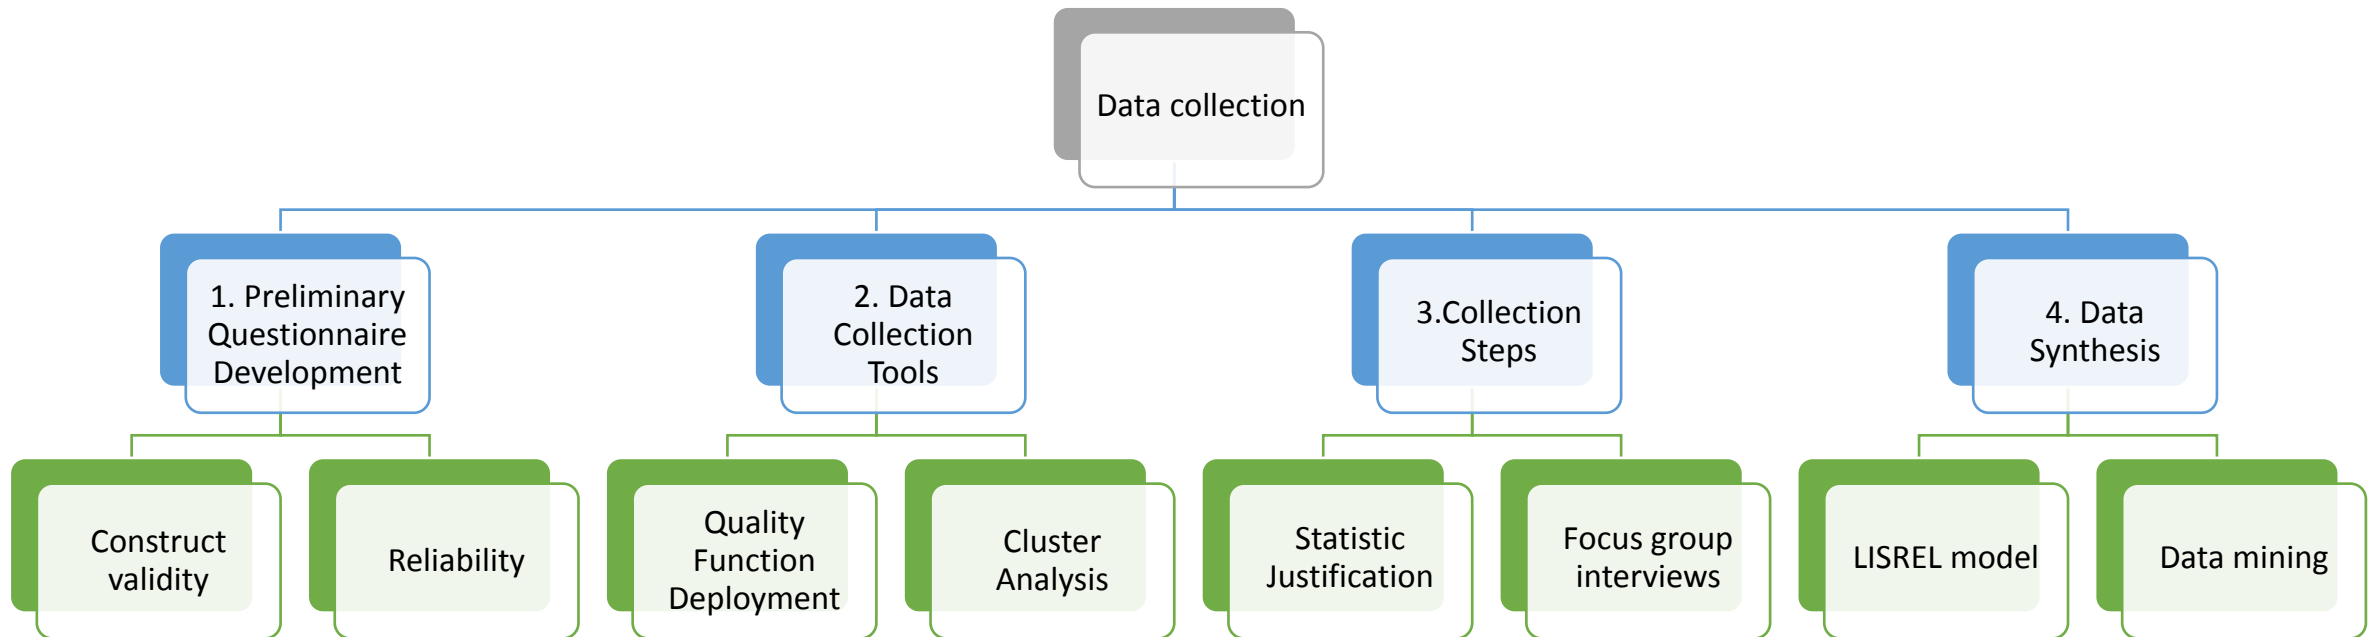 Data collection
1. Preliminary
Questionnaire
Development
2. Data
Collection
Tools
3.Collection
Steps
4. Data
Synthesis
Construct
validity
Reliability
Quality
Function
Deployment
Cluster
Analysis
Statistic
Justification
Focus group
interviews
LISREL model
Data mining